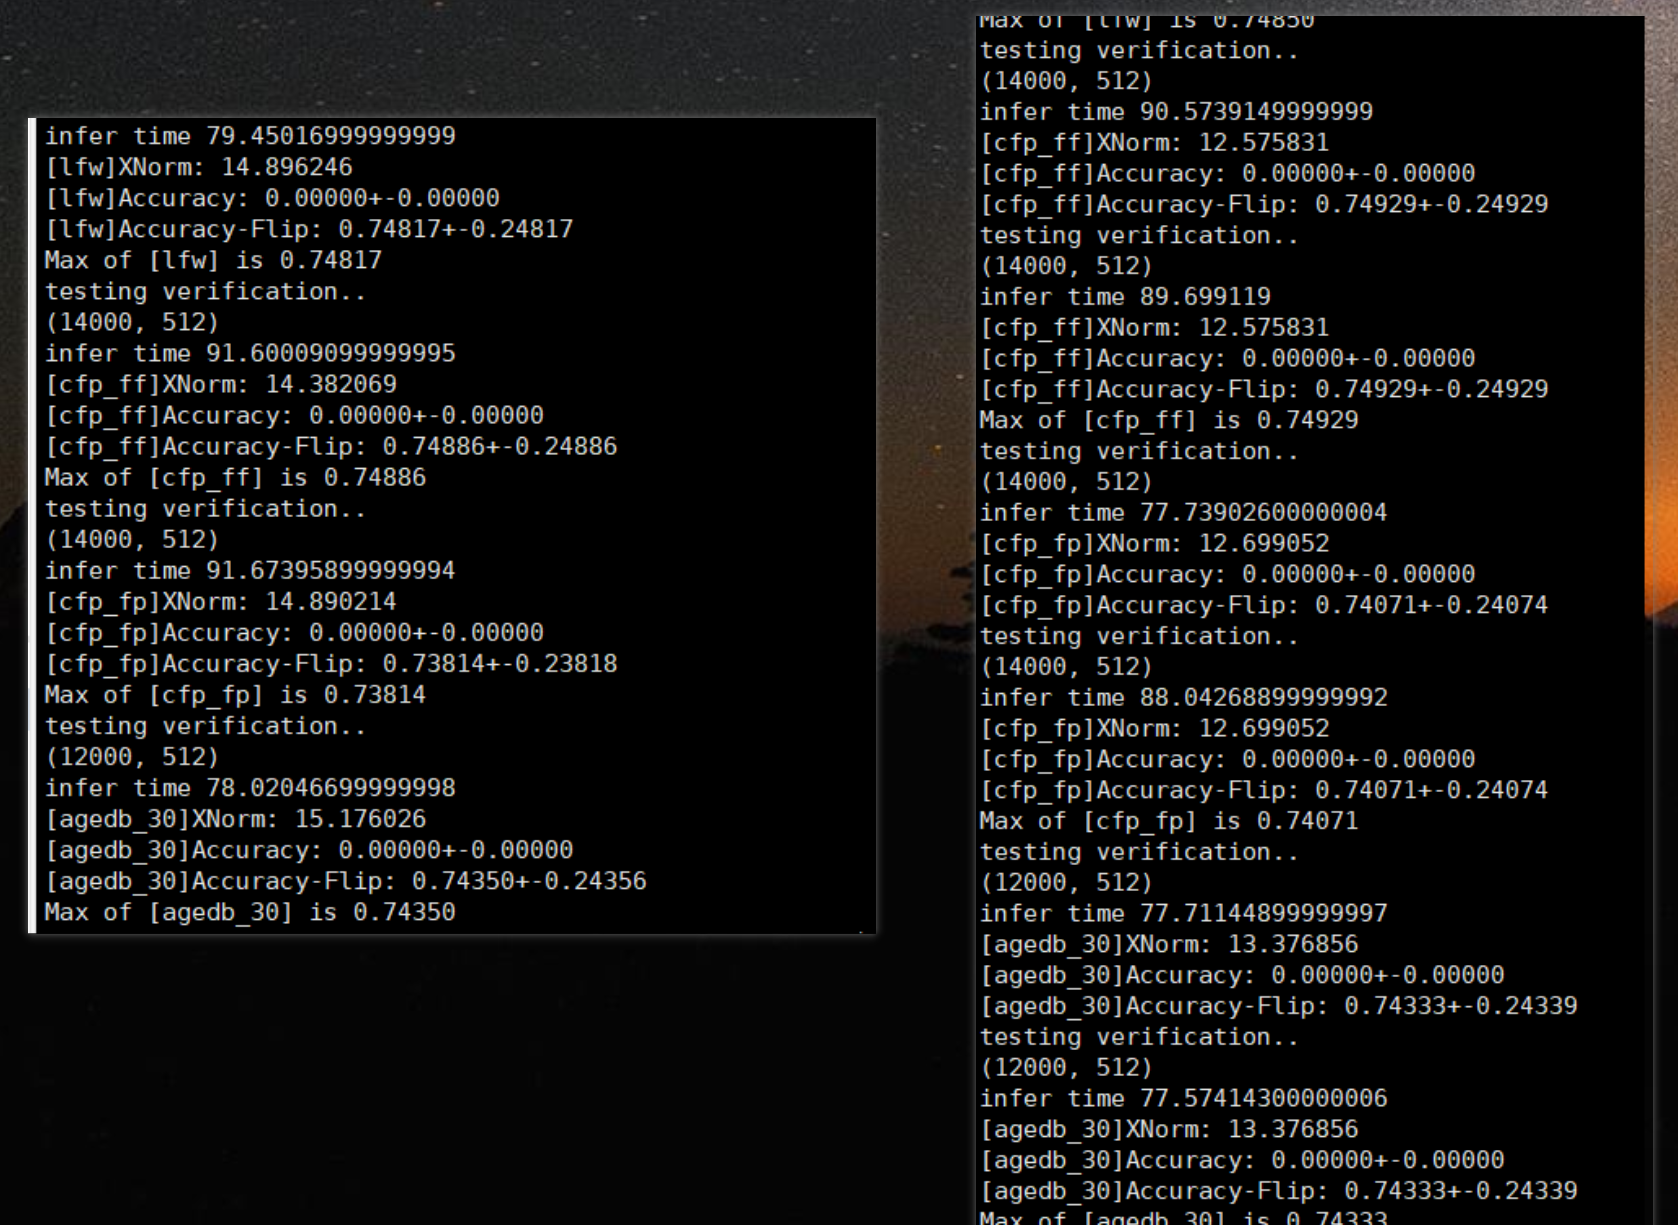 infer time 79.45016999999999
[lfw]XNorm: 14.896246
[lfw]Accuracy: 0.00000+-0.00000
[lfw]Accuracy-Flip: 0.74817+-0.24817
Max of [lfw] is 0.74817
testing verification..
(14000, 512)
infer time 91.60009099999995
[cfp_ff]XNorm: 14.382069
[cfp_ff]Accuracy: 0.00000+-0.00000
[cfp_ff]Accuracy-Flip: 0.74886+-0.24886
Max of [cfp_ff] is 0.74886
testing verification..
(14000, 512)
infer time 91.67395899999994
[cfp_fp]XNorm: 14.890214
[cfp_fp]Accuracy: 0.00000+-0.00000
[cfp_fp]Accuracy-Flip: 0.73814+-0.23818
Max of [cfp_fp] is 0.73814
testing verification..
(12000, 512)
infer time 78.02046699999998
[agedb_30]XNorm: 15.176026
[agedb_30]Accuracy: 0.00000+-0.00000
[agedb_30]Accuracy-Flip: 0.74350+-0.24356
Max of [agedb_30] is 0.74350
Max of [lfw] is 0.74850
testing verification..
(14000, 512)
infer time 90.5739149999999
[cfp_ff]XNorm: 12.575831
[cfp_ff]Accuracy: 0.00000+-0.00000
[cfp_ff]Accuracy-Flip: 0.74929+-0.24929
testing verification..
(14000, 512)
infer time 89.699119
[cfp_ff]XNorm: 12.575831
[cfp_ff]Accuracy: 0.00000+-0.00000
[cfp_ff]Accuracy-Flip: 0.74929+-0.24929
Max of [cfp_ff] is 0.74929
testing verification..
(14000, 512)
infer time 77.73902600000004
[cfp_fp]XNorm: 12.699052
[cfp_fp]Accuracy: 0.00000+-0.00000
[cfp_fp]Accuracy-Flip: 0.74071+-0.24074
testing verification..
(14000, 512)
infer time 88.04268899999992
[cfp_fp]XNorm: 12.699052
[cfp_fp]Accuracy: 0.00000+-0.00000
[cfp_fp]Accuracy-Flip: 0.74071+-0.24074
Max of [cfp_fp] is 0.74071
testing verification..
(12000, 512)
infer time 77.71144899999997
[agedb_30]XNorm: 13.376856
[agedb_30]Accuracy: 0.00000+-0.00000
[agedb_30]Accuracy-Flip: 0.74333+-0.24339
testing verification..
(12000, 512)
infer time 77.57414300000006
[agedb_30]XNorm: 13.376856
[agedb_30]Accuracy: 0.00000+-0.00000
[agedb_30]Accuracy-Flip: 0.74333+-0.24339
Max of [agedb_30] is 0.74333